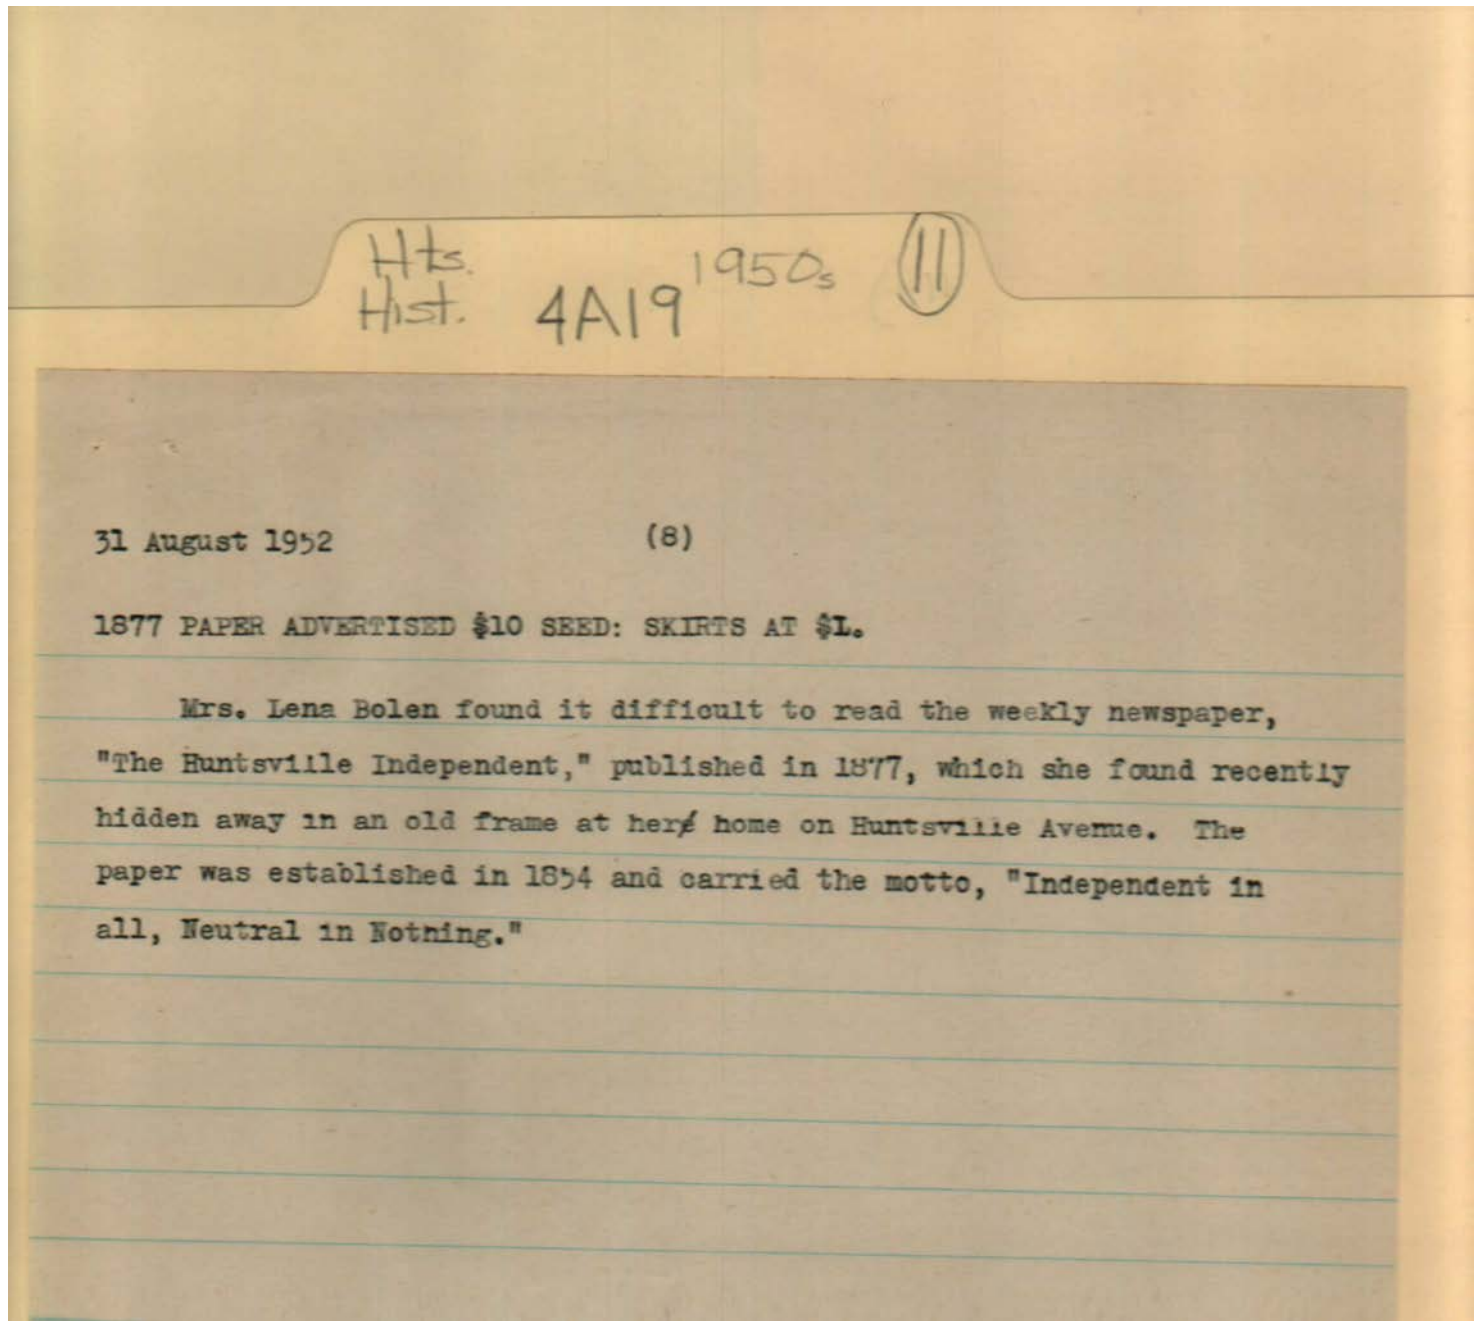 Hts. 1950s 11
Hist. 4A19
31 August 1952 (8)
1877 PAPER ADVERTISED $10 SEED: SKIRTS AT $1.
Mrs. Lena Bolen found it difficult to read the weekly newspaper,
"The Huntsville Independent," published in 1877, which she found recently
hidden away in an old frame at her home on Huntsville Avenue. The
paper was established in 1854 and carried the motto, "Independent in
all, Neutral in Nothing."